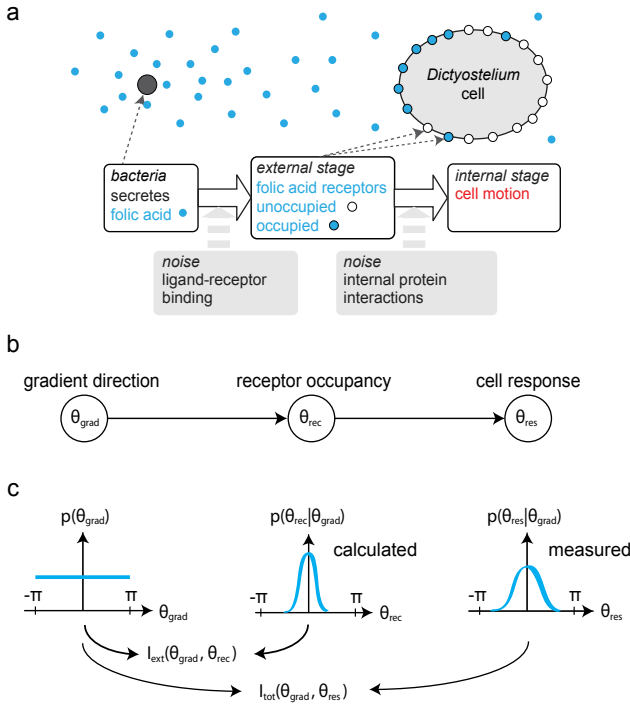 a
Dictyostelium
cell
bacteria
secretes
folic acid
external stage
folic acid receptors
unoccupied
occupied
internal stage
cell motion
noise
ligand-receptor
binding
noise
internal protein
interactions
b
gradient direction
receptor occupancy
cell response
θgrad
θrec
θres
c
p(θgrad)
p(θrec|θgrad)
p(θres|θgrad)
calculated
measured
-π
π
θgrad
-π
π
θrec
-π
π
θres
Iext(θgrad, θrec)
Itot(θgrad, θres)